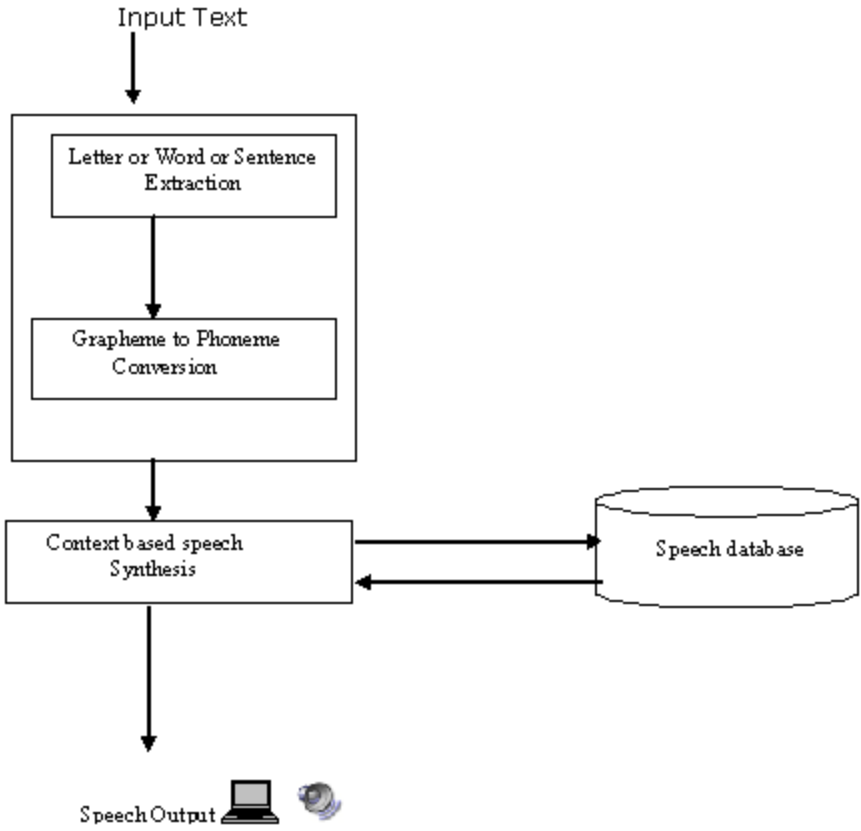 Input Text
Letter or Word or Sentence
Extraction
Grapheme to Phoneme
Conversion
Context based speech
Synthesis
Speech database
Speech Output